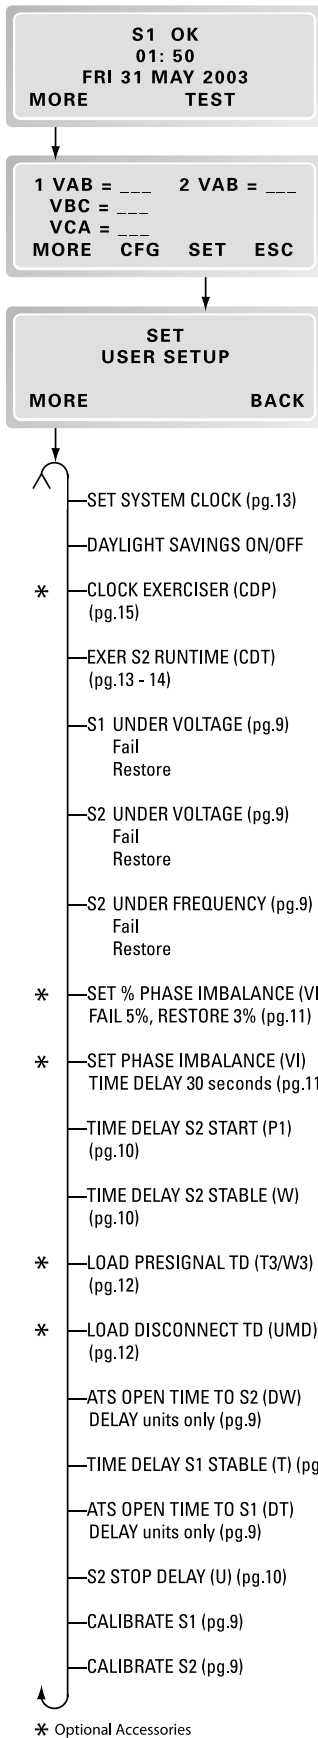 S1 OK
01: 50
FRI 31 MAY 2003
MORE TEST
1 VAB = ___ 2 VAB = ___
VBC = ___
VCA = ___
MORE CFG SET ESC
SET
USER SETUP
MORE BACK
SET SYSTEM CLOCK (pg.13)
DAYLIGHT SAVINGS ON/OFF
* CLOCK EXERCISER (CDP)
(pg.15)
EXER S2 RUNTIME (CDT)
(pg.13 - 14)
S1 UNDER VOLTAGE (pg.9)
Fail
Restore
S2 UNDER VOLTAGE (pg.9)
Fail
Restore
S2 UNDER FREQUENCY (pg.9)
Fail
Restore
* SET % PHASE IMBALANCE (VI
FAIL 5%, RESTORE 3% (pg.11)
* SET PHASE IMBALANCE (VI)
TIME DELAY 30 seconds (pg.11
TIME DELAY S2 START (P1)
(pg.10)
TIME DELAY S2 STABLE (W)
(pg.10)
* LOAD PRESIGNAL TD (T3/W3)
(pg.12)
* LOAD DISCONNECT TD (UMD)
(pg.12)
ATS OPEN TIME TO S2 (DW)
DELAY units only (pg.9)
TIME DELAY S1 STABLE (T) (pg
ATS OPEN TIME TO S1 (DT)
DELAY units only (pg.9)
S2 STOP DELAY (U) (pg.10)
CALIBRATE S1 (pg.9)
CALIBRATE S2 (pg.9)
* Optional Accessories